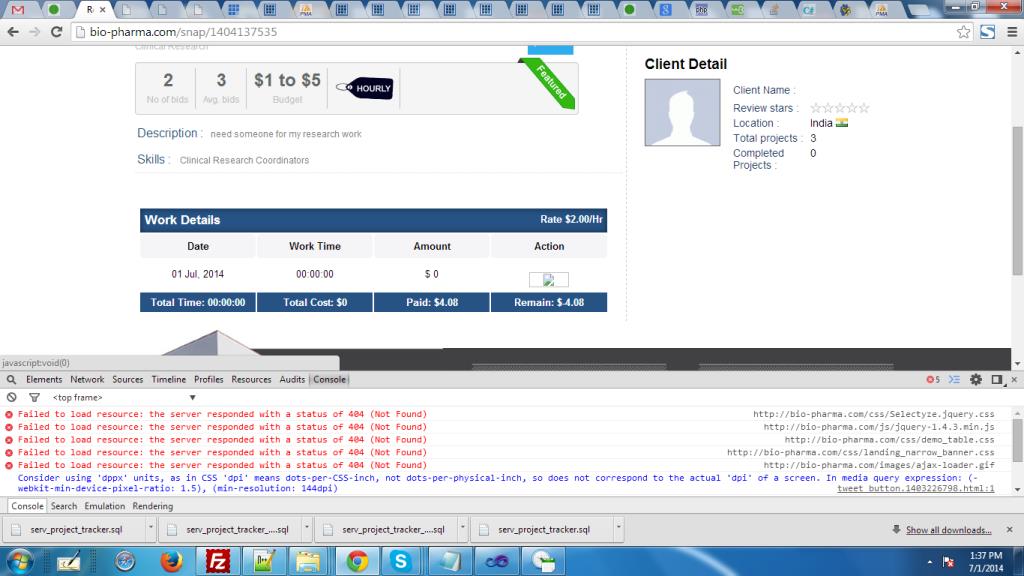 R
bio-pharma.com/snap/1404137535
Clinical Research
2
No of bids
3
Avg. bids
$1 to $5
Budget
HOURLY
Featured
Description : need someone for my research work
Skills : Clinical Research Coordinators
Client Detail
Client Name :
Review stars :
Location : India
Total projects : 3
Completed 0
Projects :
Work Details Rate $2.00/Hr
Date Work Time Amount Action
01 Jul, 2014 00:00:00 $ 0
Total Time: 00:00:00 Total Cost: $0 Paid: $4.08 Remain: $-4.08
javascript:void(0)
Elements Network Sources Timeline Profiles Resources Audits Console 5
<top frame>
Failed to load resource: the server responded with a status of 404 (Not Found) http://bio-pharma.com/css/Selectyze.jquery.css
Failed to load resource: the server responded with a status of 404 (Not Found) http://bio-pharma.com/js/jquery-1.4.3.min.js
Failed to load resource: the server responded with a status of 404 (Not Found) http://bio-pharma.com/css/demo_table.css
Failed to load resource: the server responded with a status of 404 (Not Found) http://bio-pharma.com/css/landing_narrow_banner.css
Failed to load resource: the server responded with a status of 404 (Not Found) http://bio-pharma.com/images/ajax-loader.gif
Consider using 'dppx' units, as in CSS 'dpi' means dots-per-CSS-inch, not dots-per-physical-inch, so does not correspond to the actual 'dpi' of a screen. In media query expression: (-
webkit-min-device-pixel-ratio: 1.5), (min-resolution: 144dpi) tweet_button.1403226798.html:1
Console Search Emulation Rendering
serv_project_tracker.sql serv_project_tracker_....sql serv_project_tracker_....sql serv_project_tracker.sql Show all downloads...
1:37 PM
7/1/2014